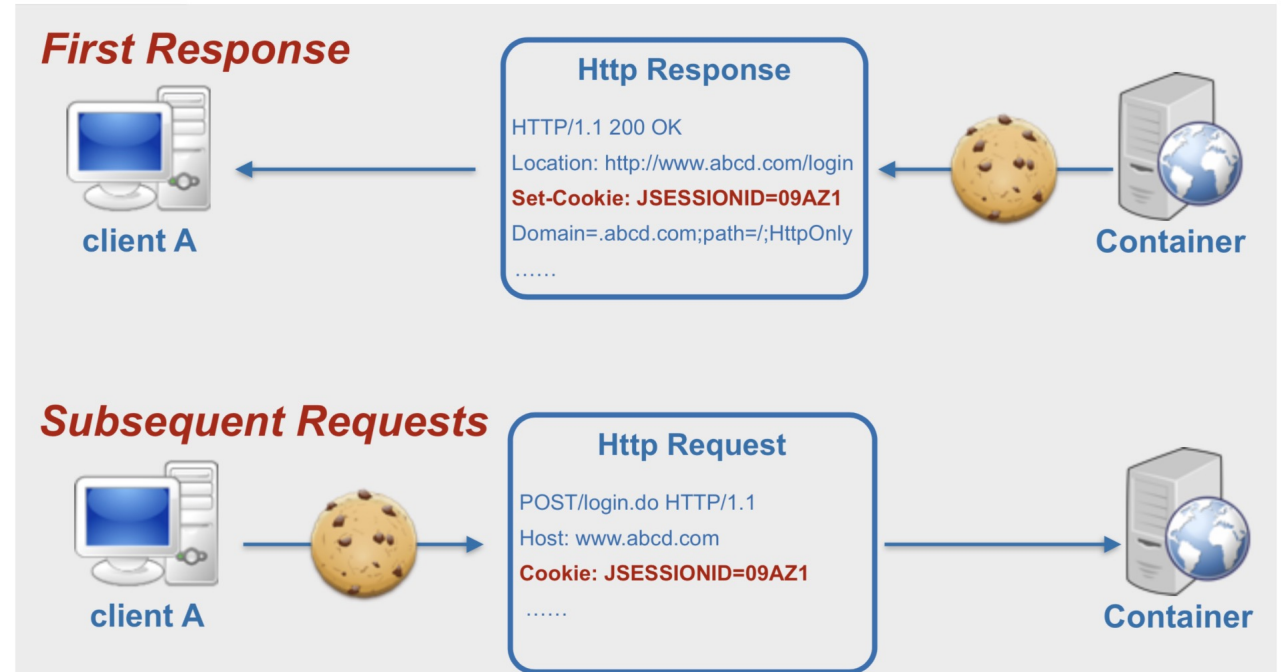 First Response
Http Response
HTTP/1.1 200 OK
Location: http://www.abcd.com/login
Set-Cookie: JSESSIONID=09AZ1
Domain=.abcd.com;path=/;HttpOnly
……
client A
Container
Subsequent Requests
Http Request
POST/login.do HTTP/1.1
Host: www.abcd.com
Cookie: JSESSIONID=09AZ1
……
client A
Container